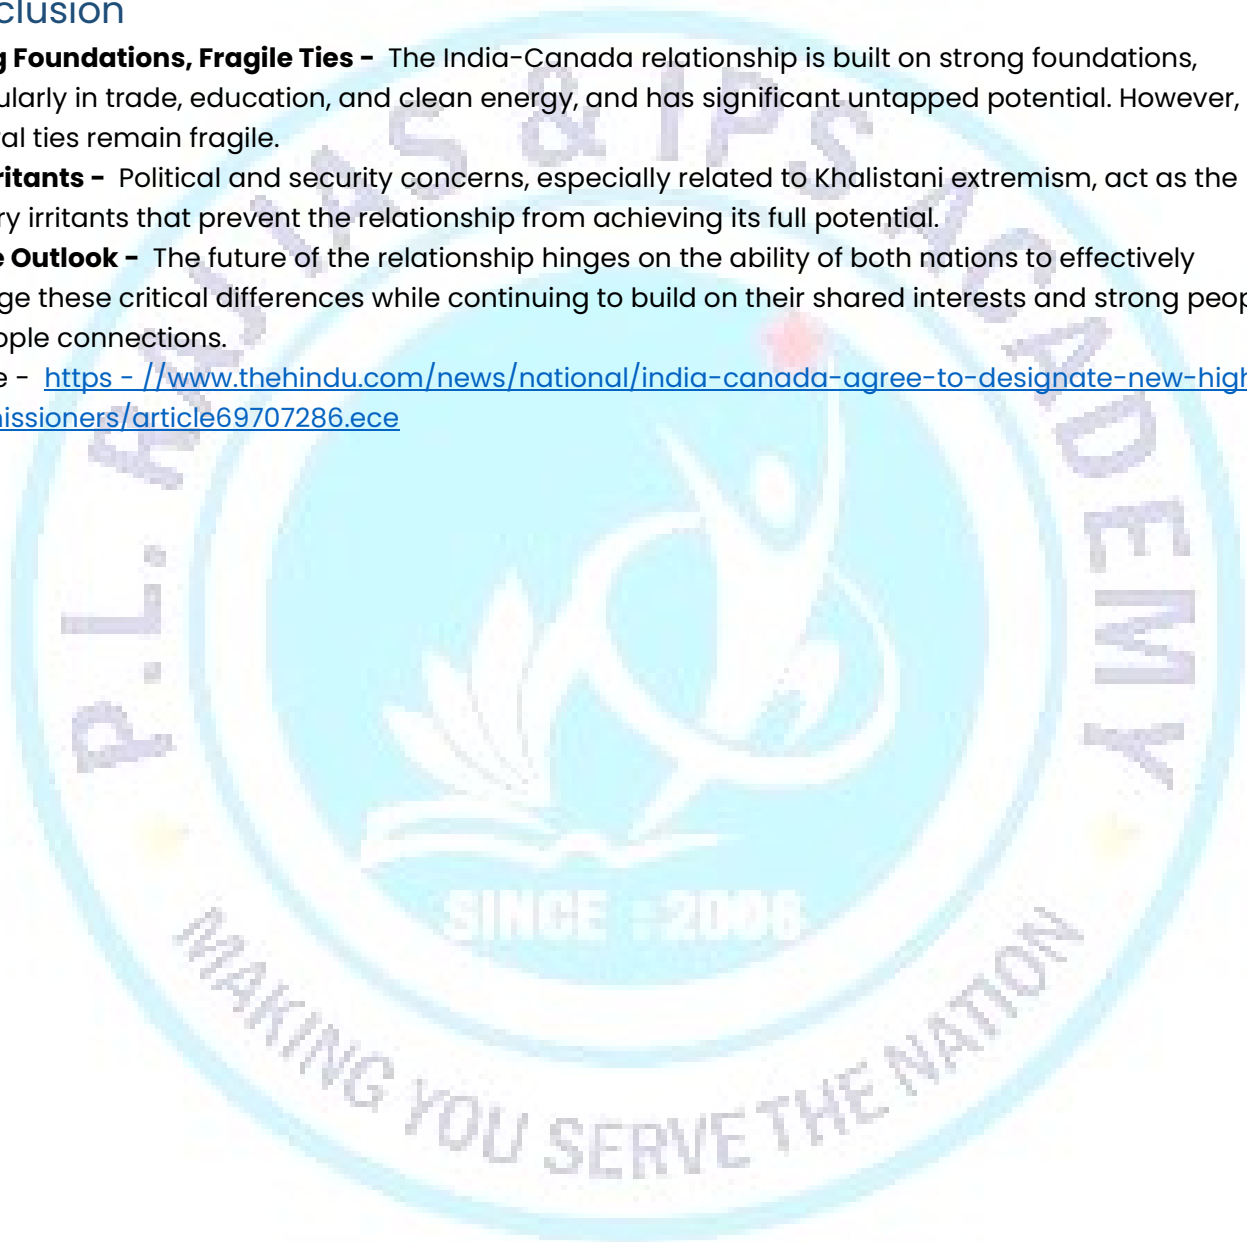 clusion
g Foundations, Fragile Ties - The India-Canada relationship is built on strong foundations,
ularly in trade, education, and clean energy, and has significant untapped potential. However,
al ties remain fragile.
ritants - Political and security concerns, especially related to Khalistani extremism, act as the
ry irritants that prevent the relationship from achieving its full potential.
e Outlook - The future of the relationship hinges on the ability of both nations to effectively
ge these critical differences while continuing to build on their shared interests and strong peop
ople connections.
e - https - //www.thehindu.com/news/national/india-canada-agree-to-designate-new-high
issioners/article69707286.ece
P.L. RAJ IAS & IPS ACADEMY
SINCE -2008
MAKING YOU SERVE THE NATION